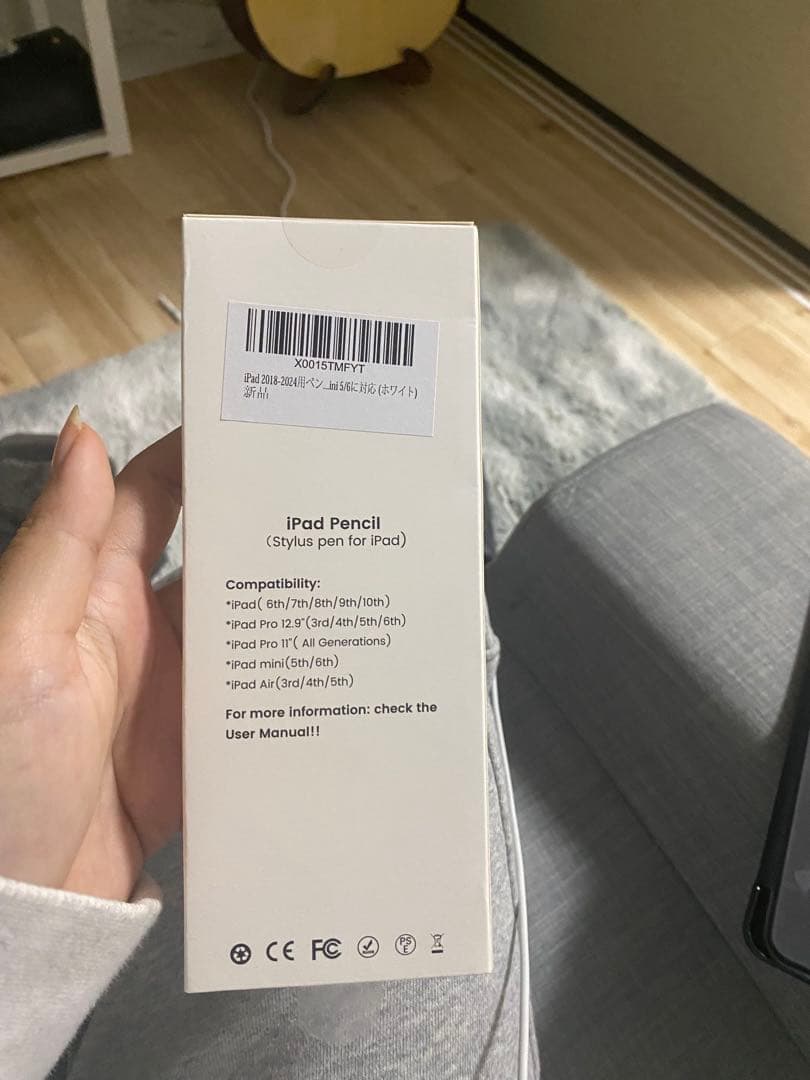 X0015TMFYT
iPad 2018-2024用ペン...ini 5/6に対応 (ホワイト)
新品
iPad Pencil
(Stylus pen for iPad)
Compatibility:
*iPad( 6th/7th/8th/9th/10th)
*iPad Pro 12.9"(3rd/4th/5th/6th)
*iPad Pro 11"( All Generations)
*iPad mini(5th/6th)
*iPad Air(3rd/4th/5th)
For more information: check the
User Manual!!
CE FC PSE